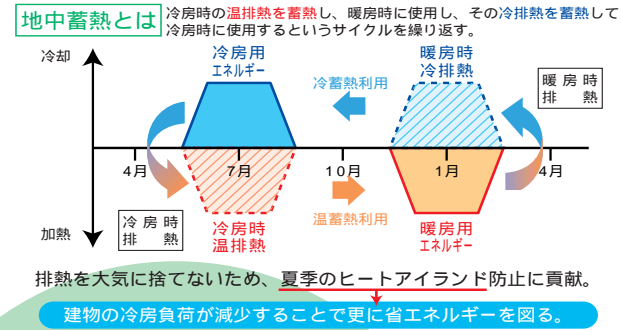 地中蓄熱とは
冷房時の温排熱を蓄熱し、暖房時に使用し、その冷排熱を蓄熱して
冷房時に使用するというサイクルを繰り返す。
冷却
冷房用
エネルギー
冷蓄熱利用
暖房時
冷排熱
暖房時
排 熱
4月
7月
10月
1月
4月
冷房時
排 熱
加熱
冷房時
温排熱
温蓄熱利用
暖房用
エネルギー
排熱を大気に捨てないため、夏季のヒートアイランド防止に貢献。
建物の冷房負荷が減少することで更に省エネルギーを図る。